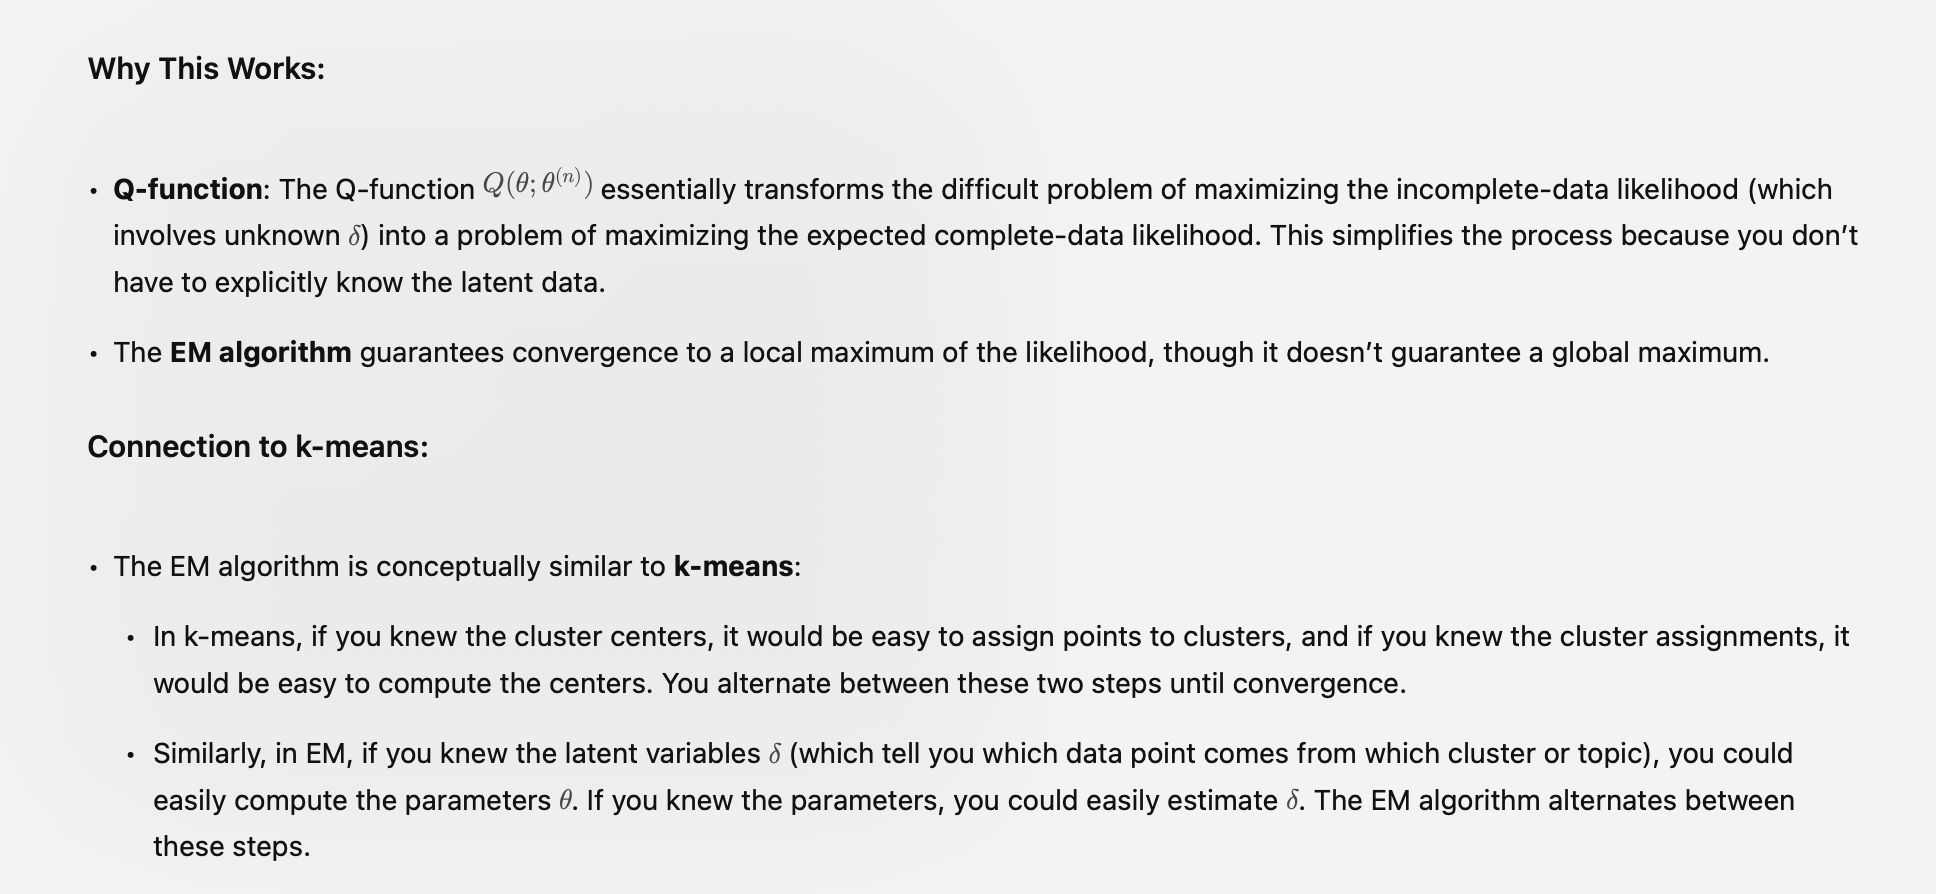 Why This Works:
• Q-function: The Q-function Q(θ; θ⁽ⁿ⁾) essentially transforms the difficult problem of maximizing the incomplete-data likelihood (which
involves unknown δ) into a problem of maximizing the expected complete-data likelihood. This simplifies the process because you don’t
have to explicitly know the latent data.
• The EM algorithm guarantees convergence to a local maximum of the likelihood, though it doesn’t guarantee a global maximum.
Connection to k-means:
• The EM algorithm is conceptually similar to k-means:
• In k-means, if you knew the cluster centers, it would be easy to assign points to clusters, and if you knew the cluster assignments, it
would be easy to compute the centers. You alternate between these two steps until convergence.
• Similarly, in EM, if you knew the latent variables δ (which tell you which data point comes from which cluster or topic), you could
easily compute the parameters θ. If you knew the parameters, you could easily estimate δ. The EM algorithm alternates between
these steps.